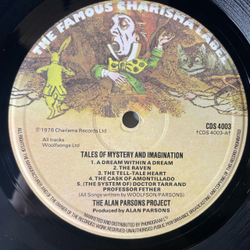 THE FAMOUS CHARISMA LABEL
CDS 4003
℗ 1976 Charisma Records Ltd
CDS 4003-A
All tracks
Woolfsongs Ltd
TALES OF MYSTERY AND IMAGINATION
1. A DREAM WITHIN A DREAM
2. THE RAVEN
3. THE TELL-TALE HEART
4. THE CASK OF AMONTILLADO
5. (THE SYSTEM OF) DOCTOR TARR AND
PROFESSOR FETHER
(All Songs written by WOOLFSON/PARSONS)
THE ALAN PARSONS PROJECT
Produced by ALAN PARSONS